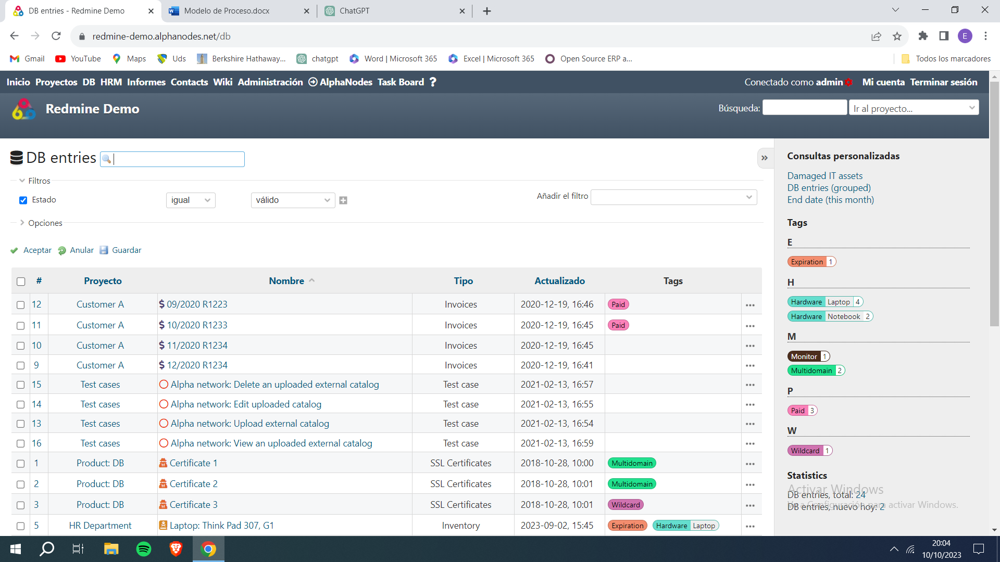 DB entries - Redmine Demo
Modelo de Proceso.docx
ChatGPT
redmine-demo.alphanodes.net/db
E
Gmail
YouTube
Maps
Uds
Berkshire Hathaway...
chatgpt
Word | Microsoft 365
Excel | Microsoft 365
Open Source ERP a...
Todos los marcadores
Inicio Proyectos DB HRM Informes Contacts Wiki Administración AlphaNodes Task Board ?
Conectado como admin Mi cuenta Terminar sesión
Redmine Demo
Búsqueda:
Ir al proyecto...
DB entries
Filtros
Estado igual válido
Añadir el filtro
Opciones
Aceptar Anular Guardar
# Proyecto Nombre Tipo Actualizado Tags
12 Customer A $ 09/2020 R1223 Invoices 2020-12-19, 16:46 Paid
11 Customer A $ 10/2020 R1233 Invoices 2020-12-19, 16:45 Paid
10 Customer A $ 11/2020 R1234 Invoices 2020-12-19, 16:45
9 Customer A $ 12/2020 R1234 Invoices 2020-12-19, 16:41
15 Test cases Alpha network: Delete an uploaded external catalog Test case 2021-02-13, 16:57
14 Test cases Alpha network: Edit uploaded catalog Test case 2021-02-13, 16:55
13 Test cases Alpha network: Upload external catalog Test case 2021-02-13, 16:54
16 Test cases Alpha network: View an uploaded external catalog Test case 2021-02-13, 16:59
1 Product: DB Certificate 1 SSL Certificates 2018-10-28, 10:00 Multidomain
2 Product: DB Certificate 2 SSL Certificates 2018-10-28, 10:01 Multidomain
3 Product: DB Certificate 3 SSL Certificates 2018-10-28, 10:01 Wildcard
5 HR Department Laptop: Think Pad 307, G1 Inventory 2023-09-02, 15:45 Expiration Hardware Laptop
Consultas personalizadas
Damaged IT assets
DB entries (grouped)
End date (this month)
Tags
E
Expiration 1
H
Hardware Laptop 4
Hardware Notebook 2
M
Monitor 1
Multidomain 2
P
Paid 3
W
Wildcard 1
Statistics
Activar Windows
DB entries, total: 24
Ve a Configuración para activar Windows.
DB entries, nuevo hoy: 2
20:04
10/10/2023